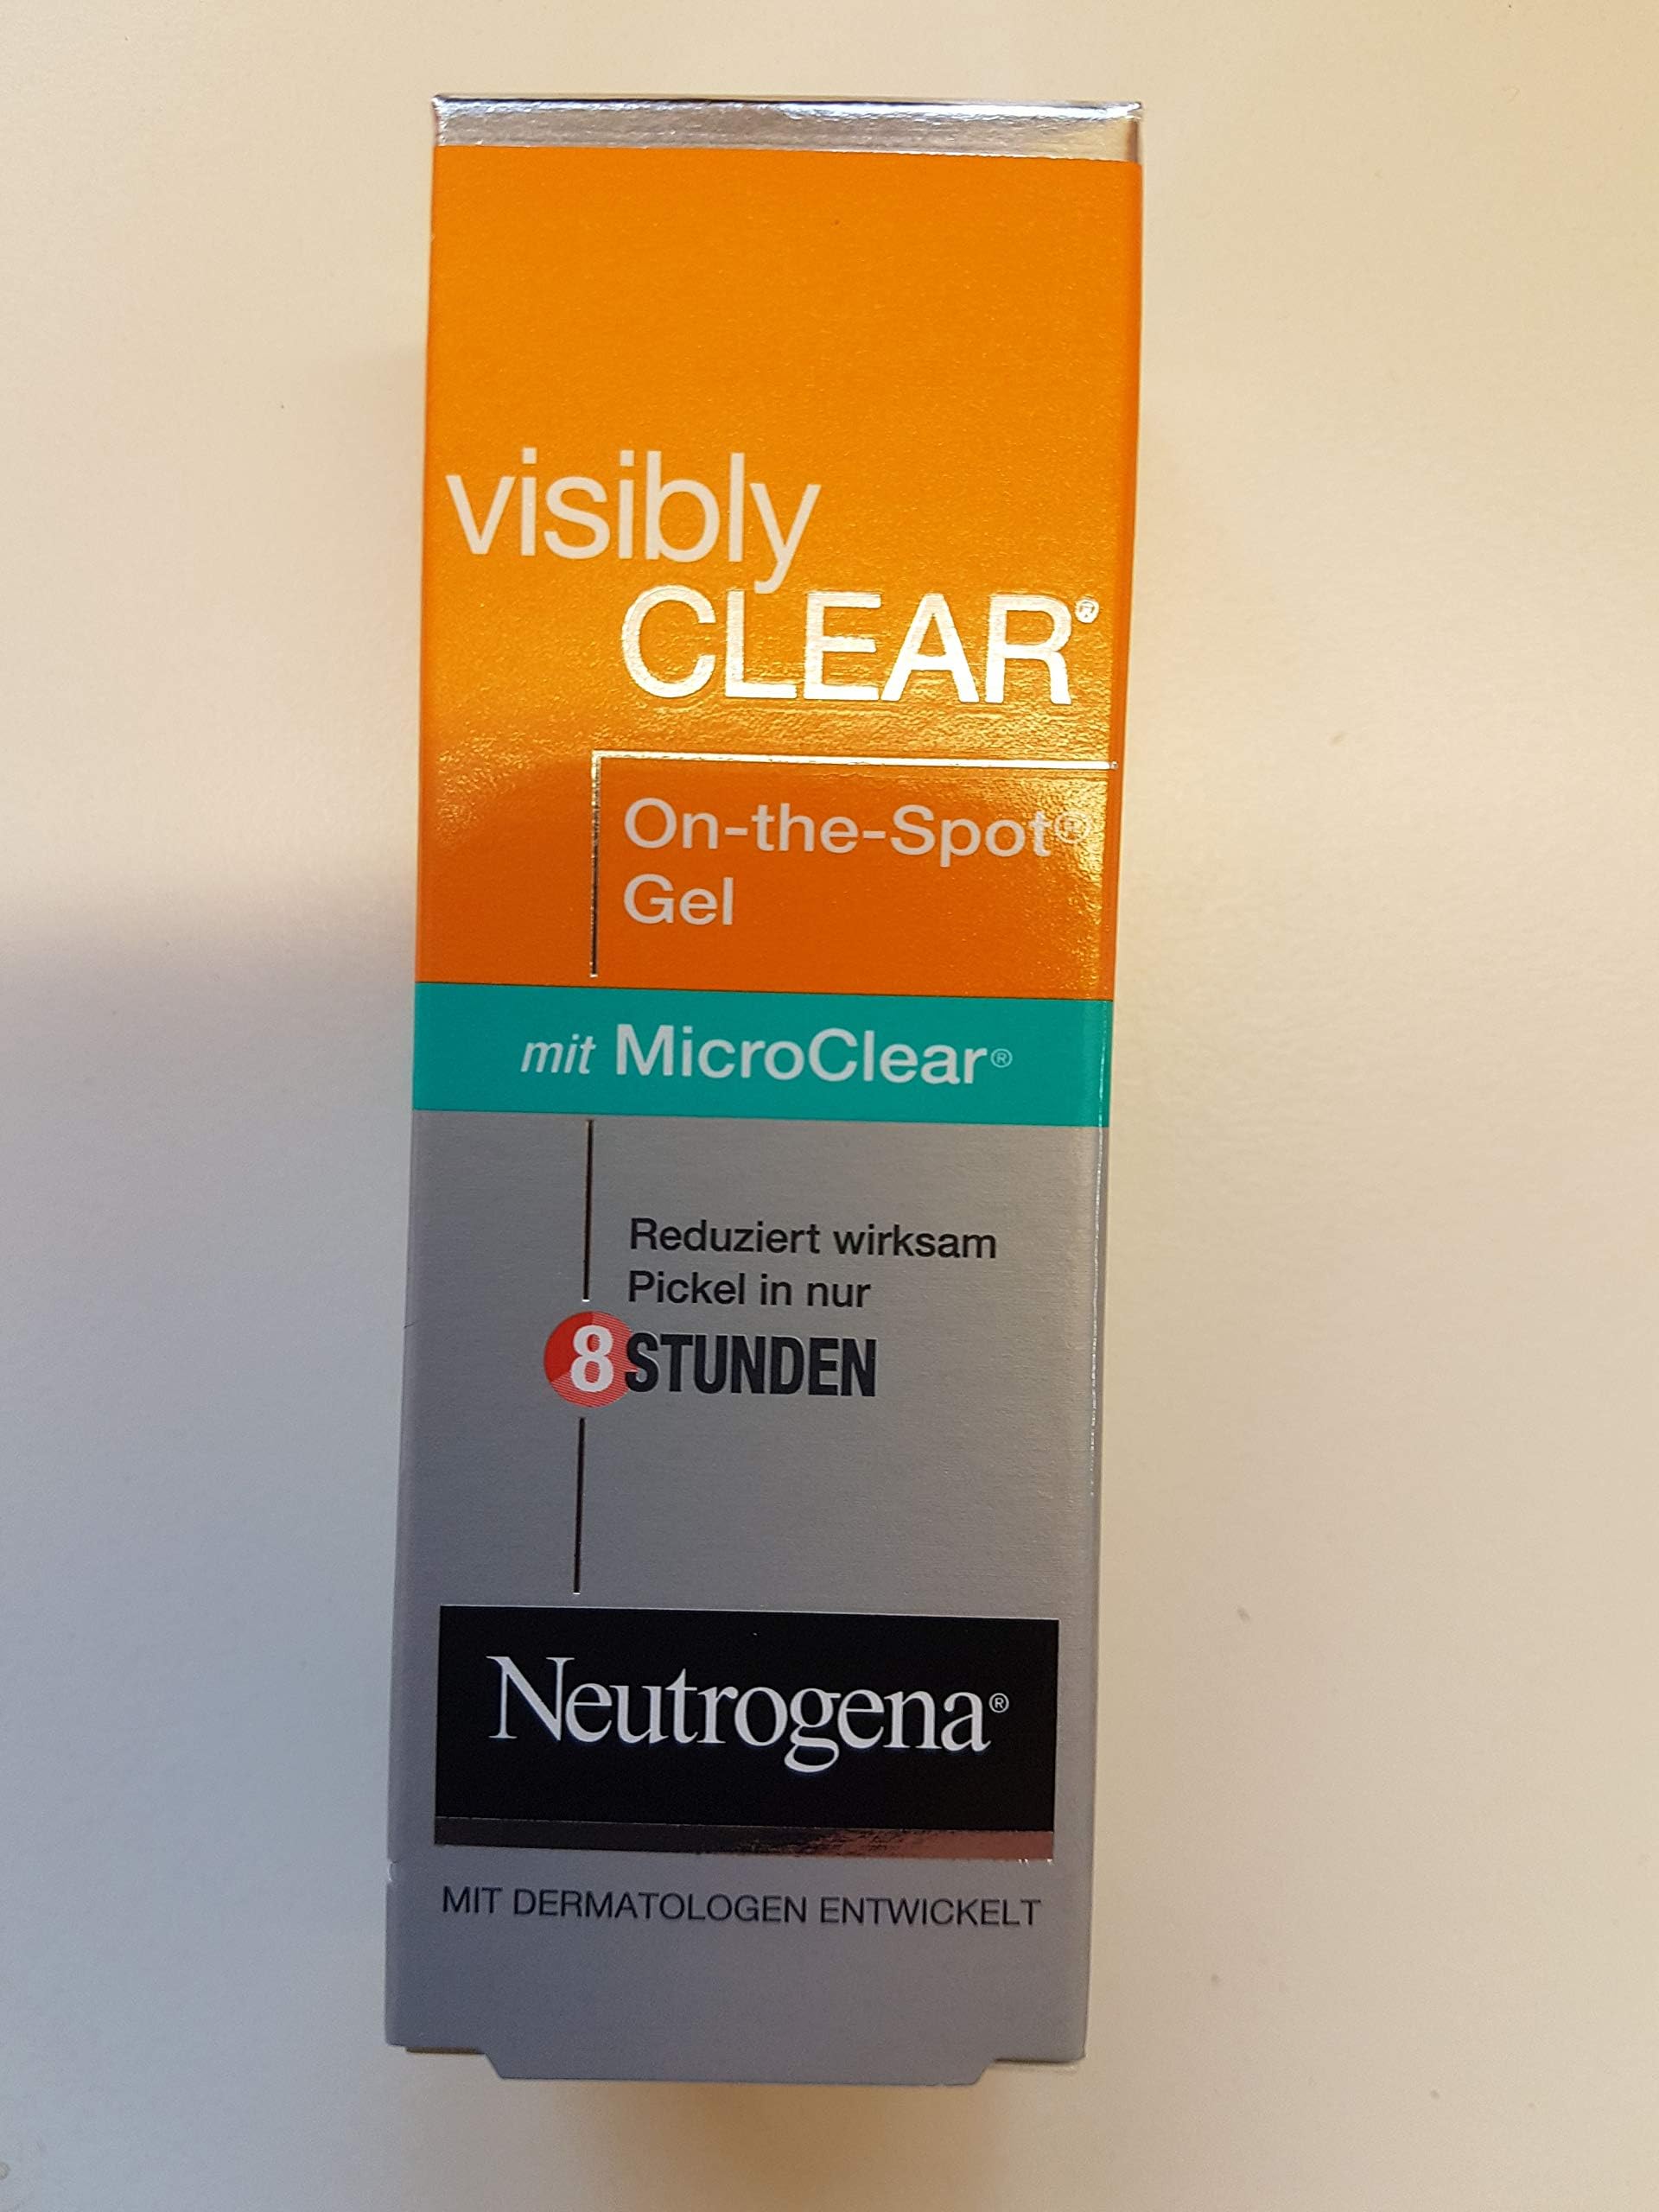 visibly
CLEAR®
On-the-Spot®
Gel
mit MicroClear®
Reduziert wirksam
Pickel in nur
8 STUNDEN
Neutrogena®
MIT DERMATOLOGEN ENTWICKELT